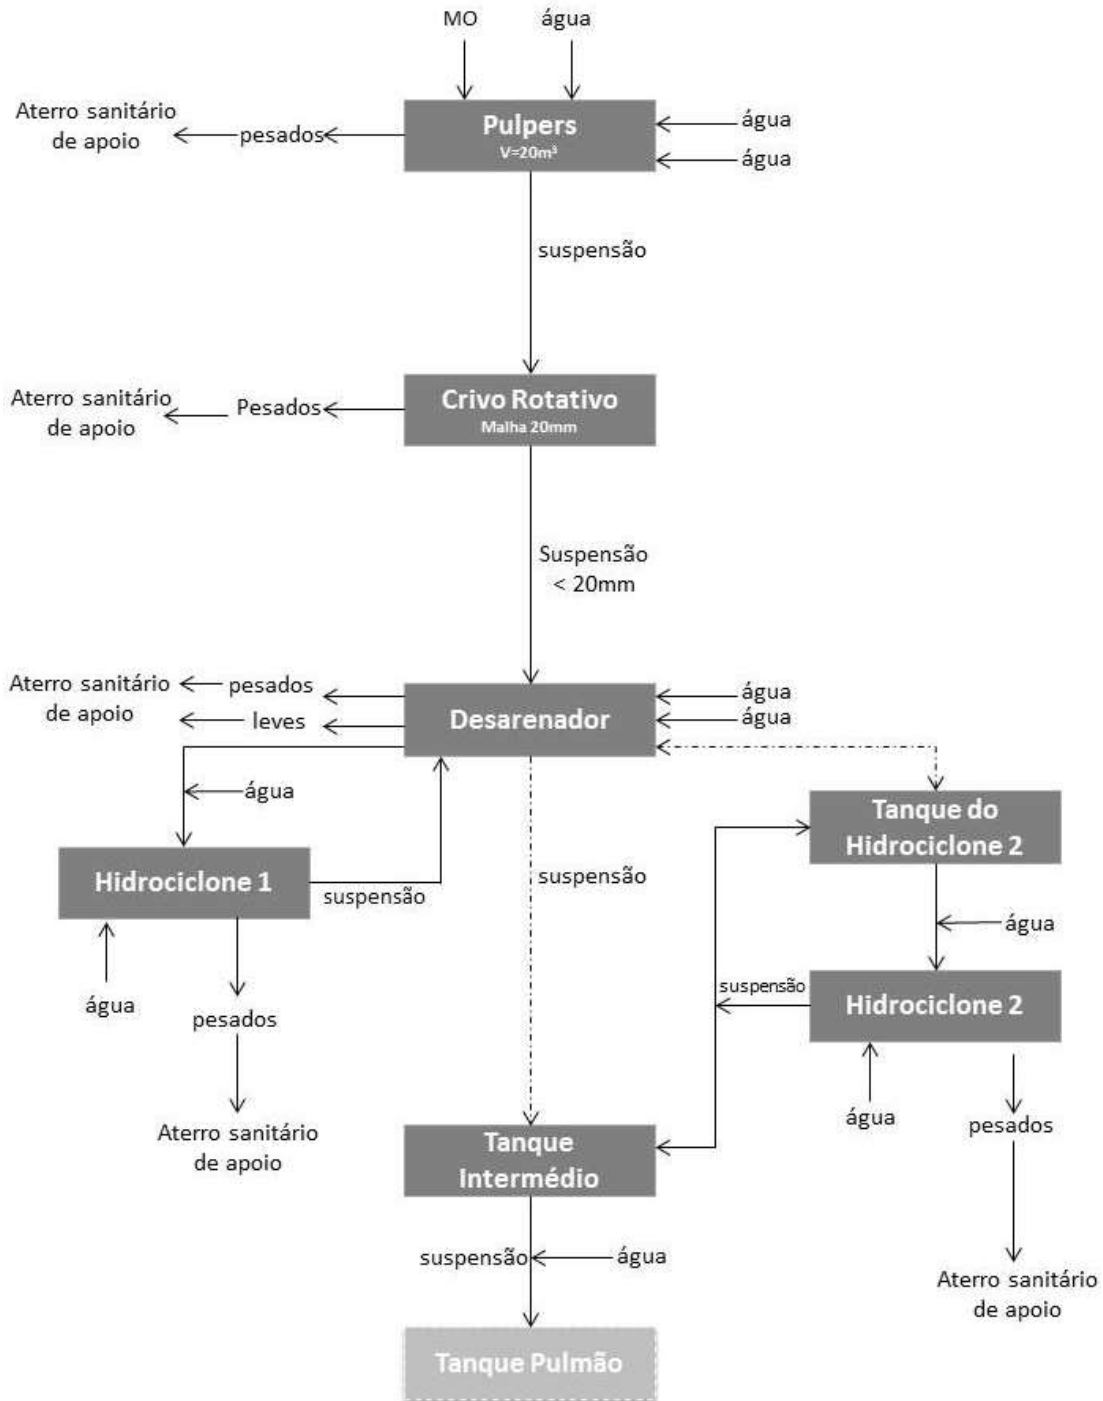 MO
água
Aterro sanitário
de apoio
pesados
Pulpers
V=20m³
água
água
suspensão
Aterro sanitário
de apoio
Pesados
Crivo Rotativo
Malha 20mm
Suspensão
< 20mm
Aterro sanitário
de apoio
pesados
leves
Desarenador
água
água
água
Tanque do
Hidrociclone 2
Hidrociclone 1
suspensão
suspensão
água
suspensão
Hidrociclone 2
água
pesados
água
pesados
Aterro sanitário
de apoio
Tanque
Intermédio
suspensão
água
Aterro sanitário
de apoio
Tanque Pulmão